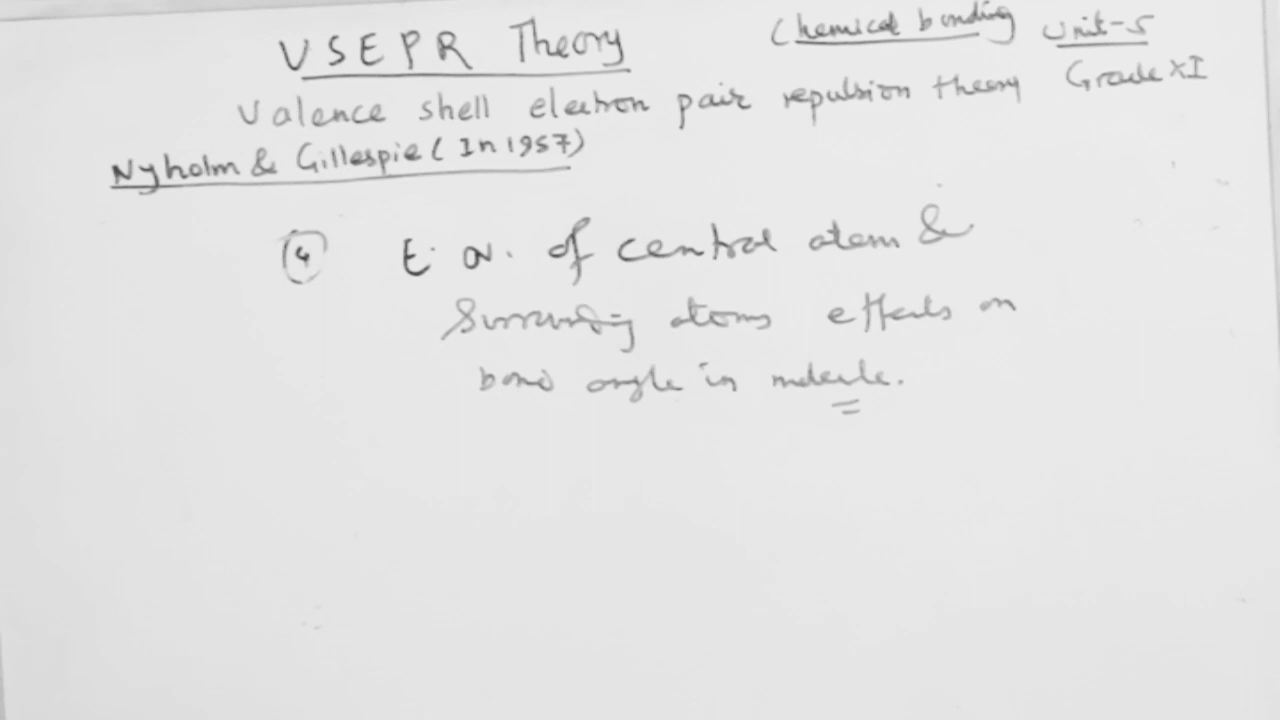 VSEPR Theory
Chemical bonding Unit-5
Valence shell electron pair repulsion theory Grade XI
Nyholm & Gillespie (In 1957)
4 E. N. of central atom &
Surrounding atoms effects on
bond angle in molecule.